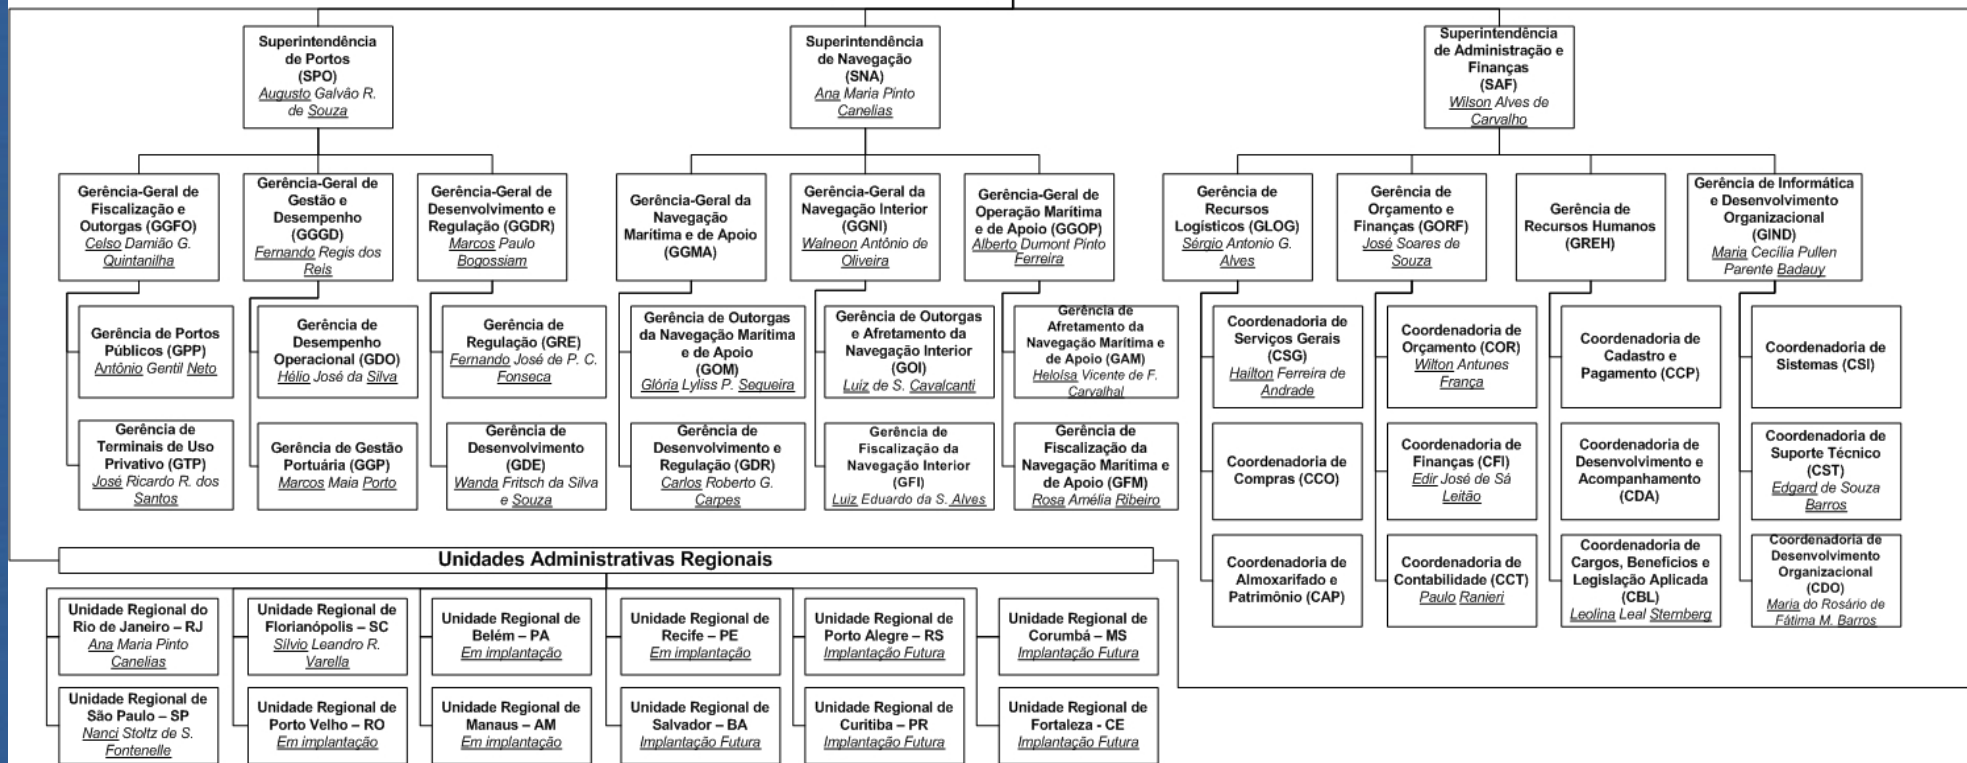 Superintendência
de Portos
(SPO)
Augusto Galvão R.
de Souza
Superintendência
de Navegação
(SNA)
Ana Maria Pinto
Canelias
Superintendência
de Administração e
Finanças
(SAF)
Wilson Alves de
Carvalho
Gerência-Geral de
Fiscalização e
Outorgas (GGFO)
Celso Damião G.
Quintanilha
Gerência-Geral de
Gestão e
Desempenho
(GGGD)
Fernando Regis dos
Reis
Gerência-Geral de
Desenvolvimento e
Regulação (GGDR)
Marcos Paulo
Bogossiam
Gerência-Geral da
Navegação
Marítima e de Apoio
(GGMA)
Gerência-Geral da
Navegação Interior
(GGNI)
Walneon Antônio de
Oliveira
Gerência-Geral de
Operação Marítima
e de Apoio (GGOP)
Alberto Dumont Pinto
Ferreira
Gerência de
Recursos
Logísticos (GLOG)
Sérgio Antonio G.
Alves
Gerência de
Orçamento e
Finanças (GORF)
José Soares de
Souza
Gerência de
Recursos Humanos
(GREH)
Gerência de Informática
e Desenvolvimento
Organizacional
(GIND)
Maria Cecília Pullen
Parente Badauy
Gerência de Portos
Públicos (GPP)
Antônio Gentil Neto
Gerência de
Desempenho
Operacional (GDO)
Hélio José da Silva
Gerência de
Regulação (GRE)
Fernando José de P. C.
Fonseca
Gerência de Outorgas
da Navegação Marítima
e de Apoio
(GOM)
Glória Lyliss P. Sequeira
Gerência de Outorgas
e Afretamento da
Navegação Interior
(GOI)
Luiz de S. Cavalcanti
Gerência de
Afretamento da
Navegação Marítima e
de Apoio (GAM)
Heloísa Vicente de F.
Carvalhal
Coordenadoria de
Serviços Gerais
(CSG)
Hailton Ferreira de
Andrade
Coordenadoria de
Orçamento (COR)
Wilton Antunes
França
Coordenadoria de
Cadastro e
Pagamento (CCP)
Coordenadoria de
Sistemas (CSI)
Gerência de
Terminais de Uso
Privativo (GTP)
José Ricardo R. dos
Santos
Gerência de Gestão
Portuária (GGP)
Marcos Maia Porto
Gerência de
Desenvolvimento
(GDE)
Wanda Fritsch da Silva
e Souza
Gerência de
Desenvolvimento e
Regulação (GDR)
Carlos Roberto G.
Carpes
Gerência de
Fiscalização da
Navegação Interior
(GFI)
Luiz Eduardo da S. Alves
Gerência de
Fiscalização da
Navegação Marítima e
de Apoio (GFM)
Rosa Amélia Ribeiro
Coordenadoria de
Compras (CCO)
Coordenadoria de
Finanças (CFI)
Edir José de Sá
Leitão
Coordenadoria de
Desenvolvimento e
Acompanhamento
(CDA)
Coordenadoria de
Suporte Técnico
(CST)
Edgard de Souza
Barros
Coordenadoria de
Almoxarifado e
Patrimônio (CAP)
Coordenadoria de
Contabilidade (CCT)
Paulo Ranieri
Coordenadoria de
Cargos, Benefícios e
Legislação Aplicada
(CBL)
Leolina Leal Sternberg
Coordenadoria de
Desenvolvimento
Organizacional
(CDO)
Maria do Rosário de
Fátima M. Barros
Unidades Administrativas Regionais
Unidade Regional do
Rio de Janeiro – RJ
Ana Maria Pinto
Canelias
Unidade Regional de
Florianópolis – SC
Sílvio Leandro R.
Varella
Unidade Regional de
Belém – PA
Em implantação
Unidade Regional de
Recife – PE
Em implantação
Unidade Regional de
Porto Alegre – RS
Implantação Futura
Unidade Regional de
Corumbá – MS
Implantação Futura
Unidade Regional de
São Paulo – SP
Nanci Stoltz de S.
Fontenelle
Unidade Regional de
Porto Velho – RO
Em implantação
Unidade Regional de
Manaus – AM
Em implantação
Unidade Regional de
Salvador – BA
Implantação Futura
Unidade Regional de
Curitiba – PR
Implantação Futura
Unidade Regional de
Fortaleza - CE
Implantação Futura